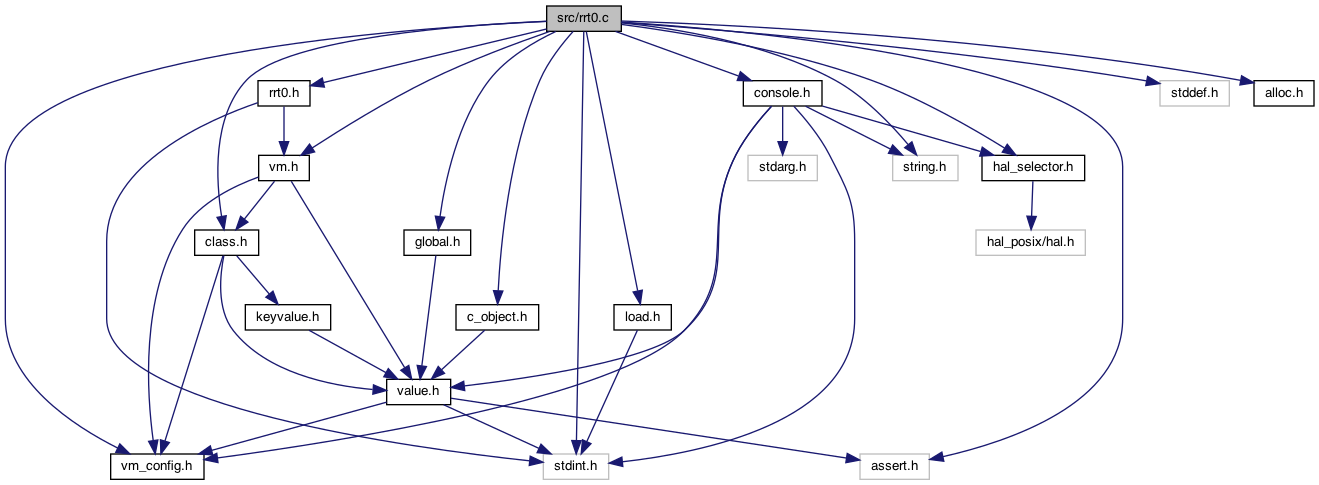 src/rrt0.c
rrt0.h
console.h
stddef.h
alloc.h
vm.h
stdarg.h
string.h
hal_selector.h
class.h
global.h
hal_posix/hal.h
keyvalue.h
c_object.h
load.h
value.h
vm_config.h
stdint.h
assert.h